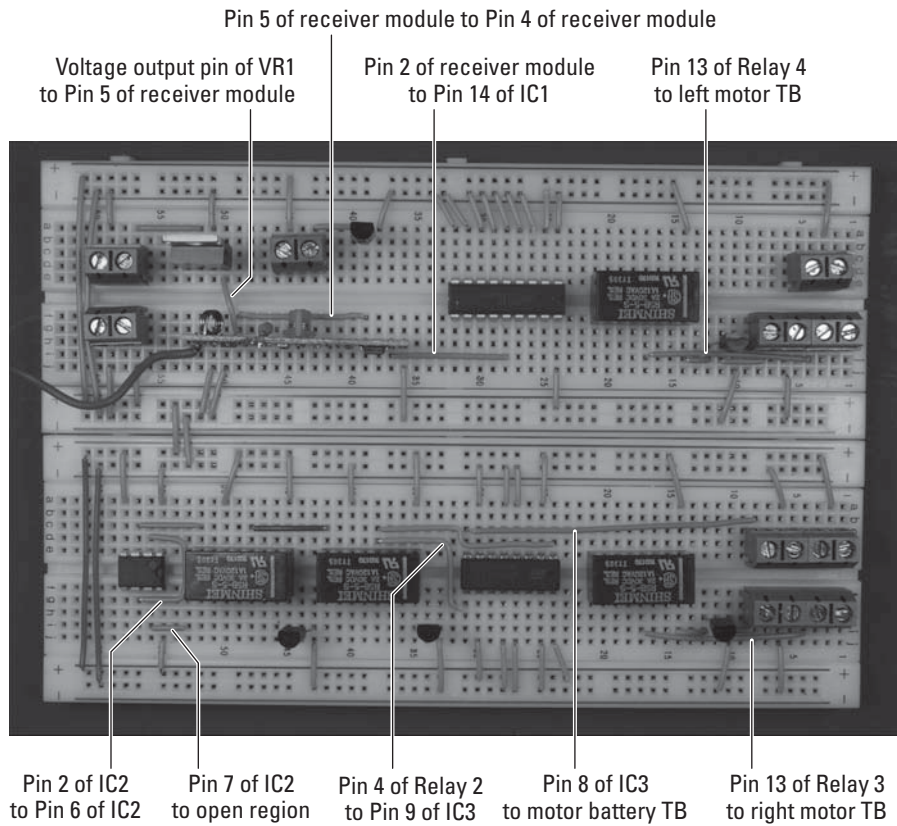 Pin 5 of receiver module to Pin 4 of receiver module
Voltage output pin of VR1
to Pin 5 of receiver module
Pin 2 of receiver module
to Pin 14 of IC1
Pin 13 of Relay 4
to left motor TB
SHINMEI
SHINMEI
SHINMEI
SHINMEI
Pin 2 of IC2
to Pin 6 of IC2
Pin 7 of IC2
to open region
Pin 4 of Relay 2
to Pin 9 of IC3
Pin 8 of IC3
to motor battery TB
Pin 13 of Relay 3
to right motor TB